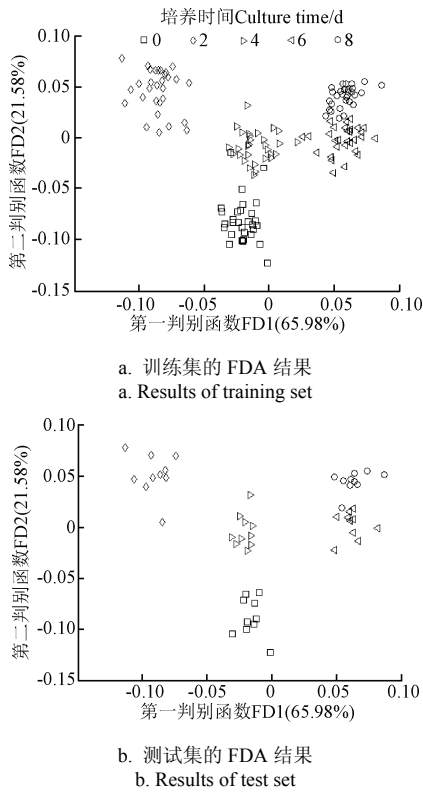 培养时间Culture time/d
0 2 4 6 8
0.10
0.05
0
-0.05
-0.10
-0.15
第二判别函数FD2(21.58%)
-0.10 -0.05 0 0.05 0.10
第一判别函数FD1(65.98%)
a. 训练集的 FDA 结果
a. Results of training set
0.10
0.05
0
-0.05
-0.10
-0.15
第二判别函数FD2(21.58%)
-0.10 -0.05 0 0.05 0.10
第一判别函数FD1(65.98%)
b. 测试集的 FDA 结果
b. Results of test set